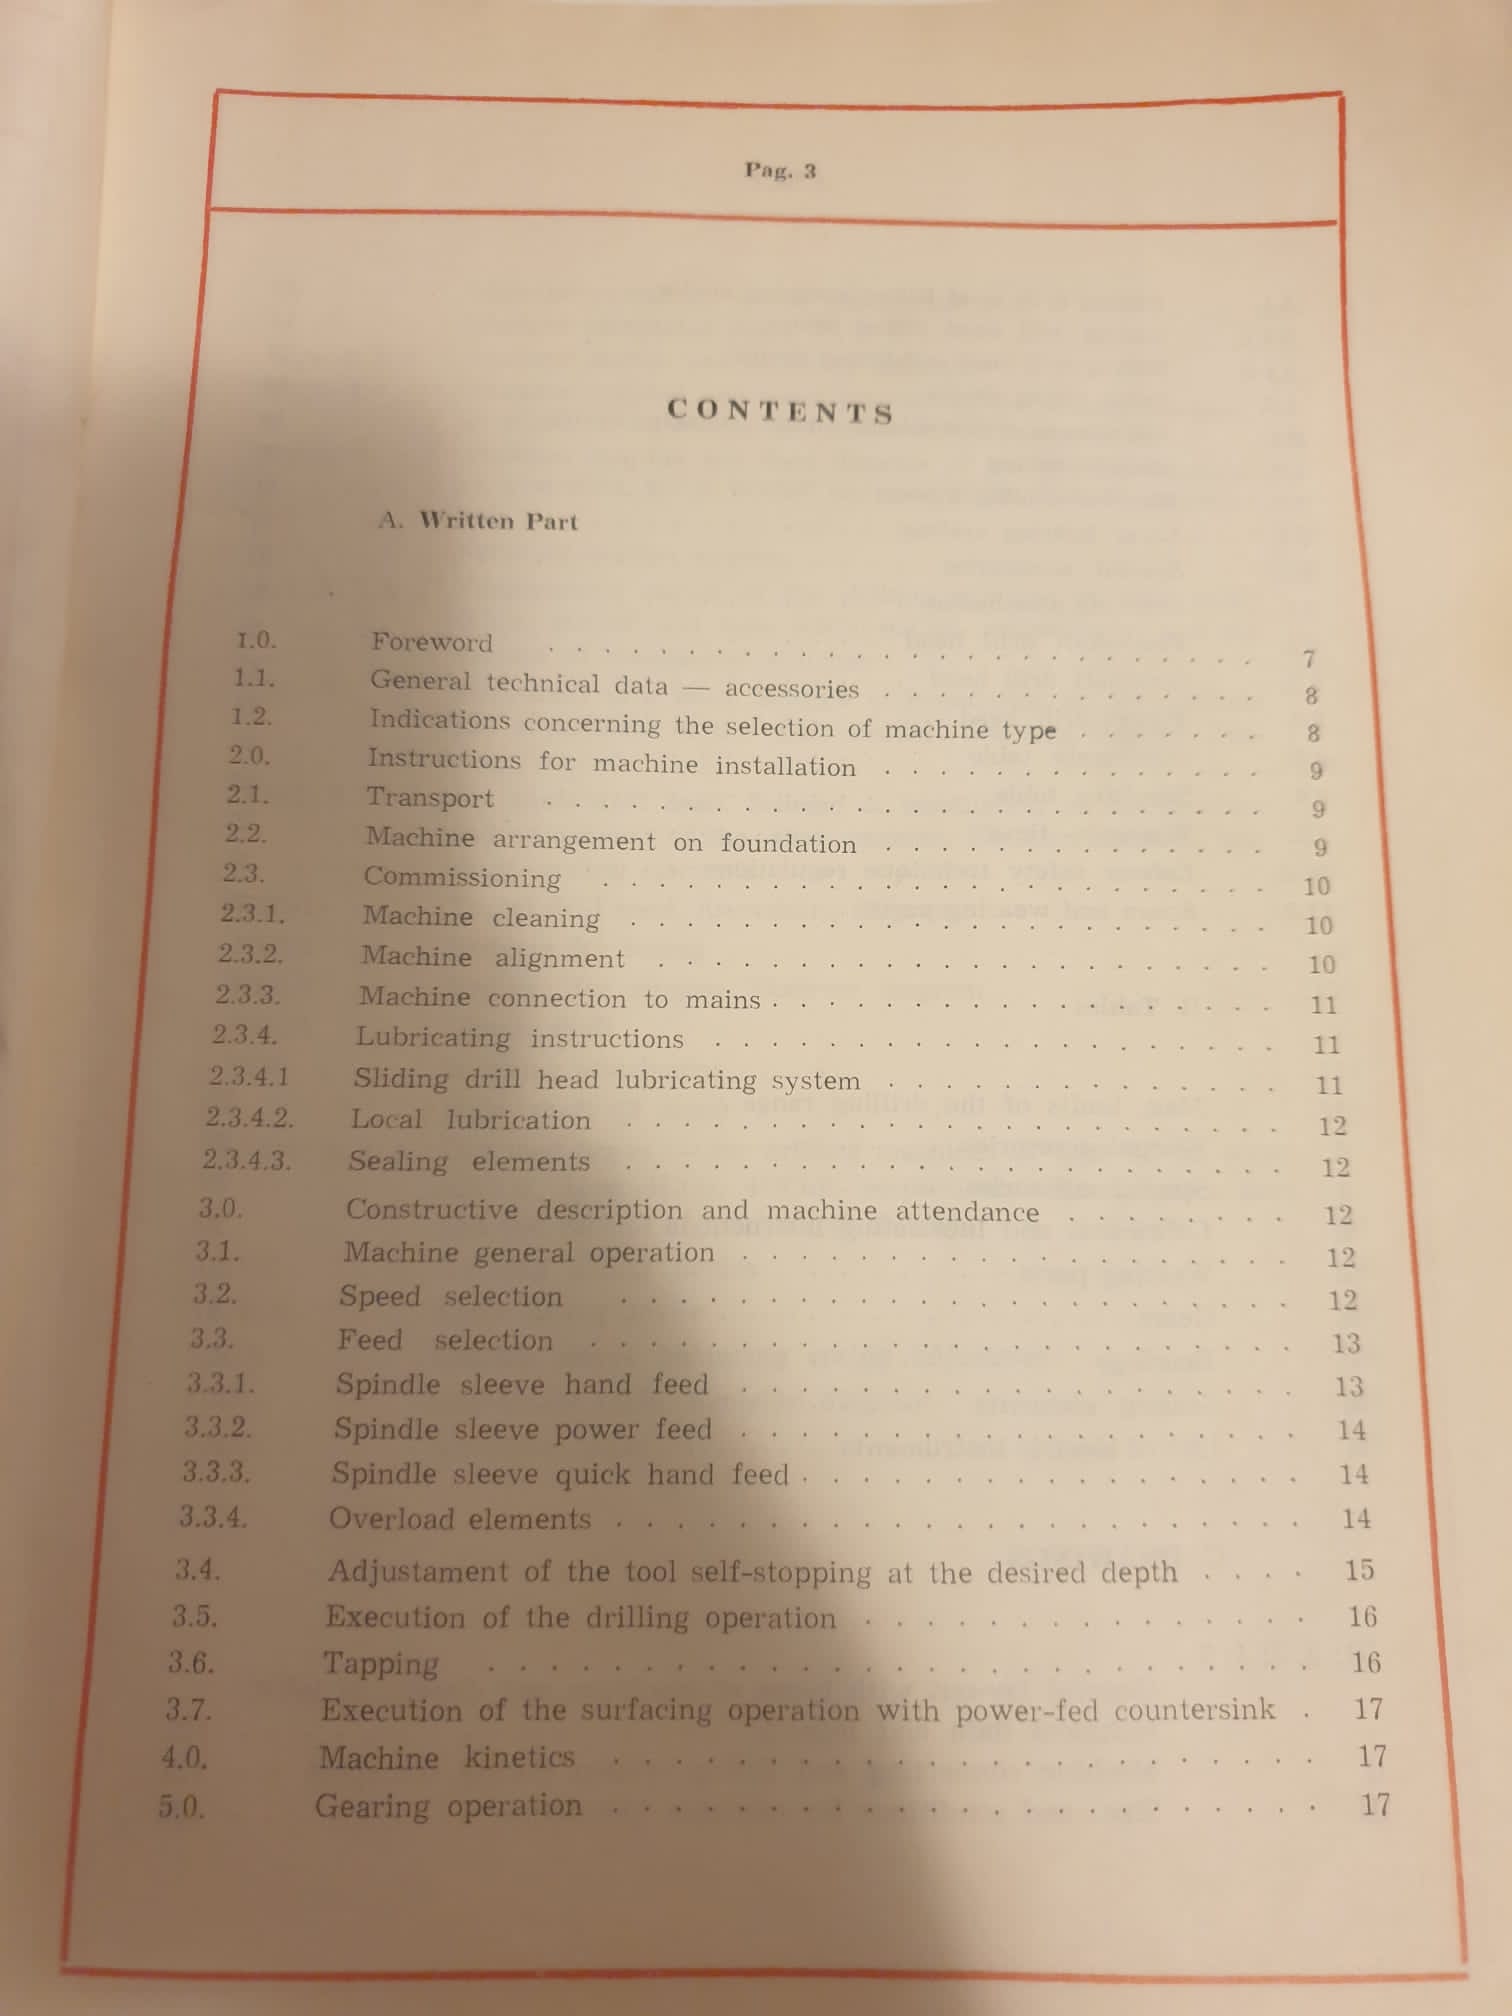 Pag. 3
CONTENTS
A. Written Part
1.0. Foreword . . . . . . . . . . . . . . . . . . . . . . . . . . 7
1.1. General technical data — accessories . . . . . . . . . . . . . . 8
1.2. Indications concerning the selection of machine type . . . . . . . 8
2.0. Instructions for machine installation . . . . . . . . . . . . . . 9
2.1. Transport . . . . . . . . . . . . . . . . . . . . . . . . . . 9
2.2. Machine arrangement on foundation . . . . . . . . . . . . . . 9
2.3. Commissioning . . . . . . . . . . . . . . . . . . . . . . . . 10
2.3.1. Machine cleaning . . . . . . . . . . . . . . . . . . . . . . . 10
2.3.2. Machine alignment . . . . . . . . . . . . . . . . . . . . . . 10
2.3.3. Machine connection to mains . . . . . . . . . . . . . . . . . . 11
2.3.4. Lubricating instructions . . . . . . . . . . . . . . . . . . . . 11
2.3.4.1 Sliding drill head lubricating system . . . . . . . . . . . . . . 11
2.3.4.2. Local lubrication . . . . . . . . . . . . . . . . . . . . . . . 12
2.3.4.3. Sealing elements . . . . . . . . . . . . . . . . . . . . . . . 12
3.0. Constructive description and machine attendance . . . . . . . . 12
3.1. Machine general operation . . . . . . . . . . . . . . . . . . . 12
3.2. Speed selection . . . . . . . . . . . . . . . . . . . . . . . 12
3.3. Feed selection . . . . . . . . . . . . . . . . . . . . . . . . 13
3.3.1. Spindle sleeve hand feed . . . . . . . . . . . . . . . . . . . 13
3.3.2. Spindle sleeve power feed . . . . . . . . . . . . . . . . . . . 14
3.3.3. Spindle sleeve quick hand feed . . . . . . . . . . . . . . . . . 14
3.3.4. Overload elements . . . . . . . . . . . . . . . . . . . . . . . 14
3.4. Adjustament of the tool self-stopping at the desired depth . . . . 15
3.5. Execution of the drilling operation . . . . . . . . . . . . . . . 16
3.6. Tapping . . . . . . . . . . . . . . . . . . . . . . . . . . . 16
3.7. Execution of the surfacing operation with power-fed countersink . 17
4.0. Machine kinetics . . . . . . . . . . . . . . . . . . . . . . . 17
5.0. Gearing operation . . . . . . . . . . . . . . . . . . . . . . . 17